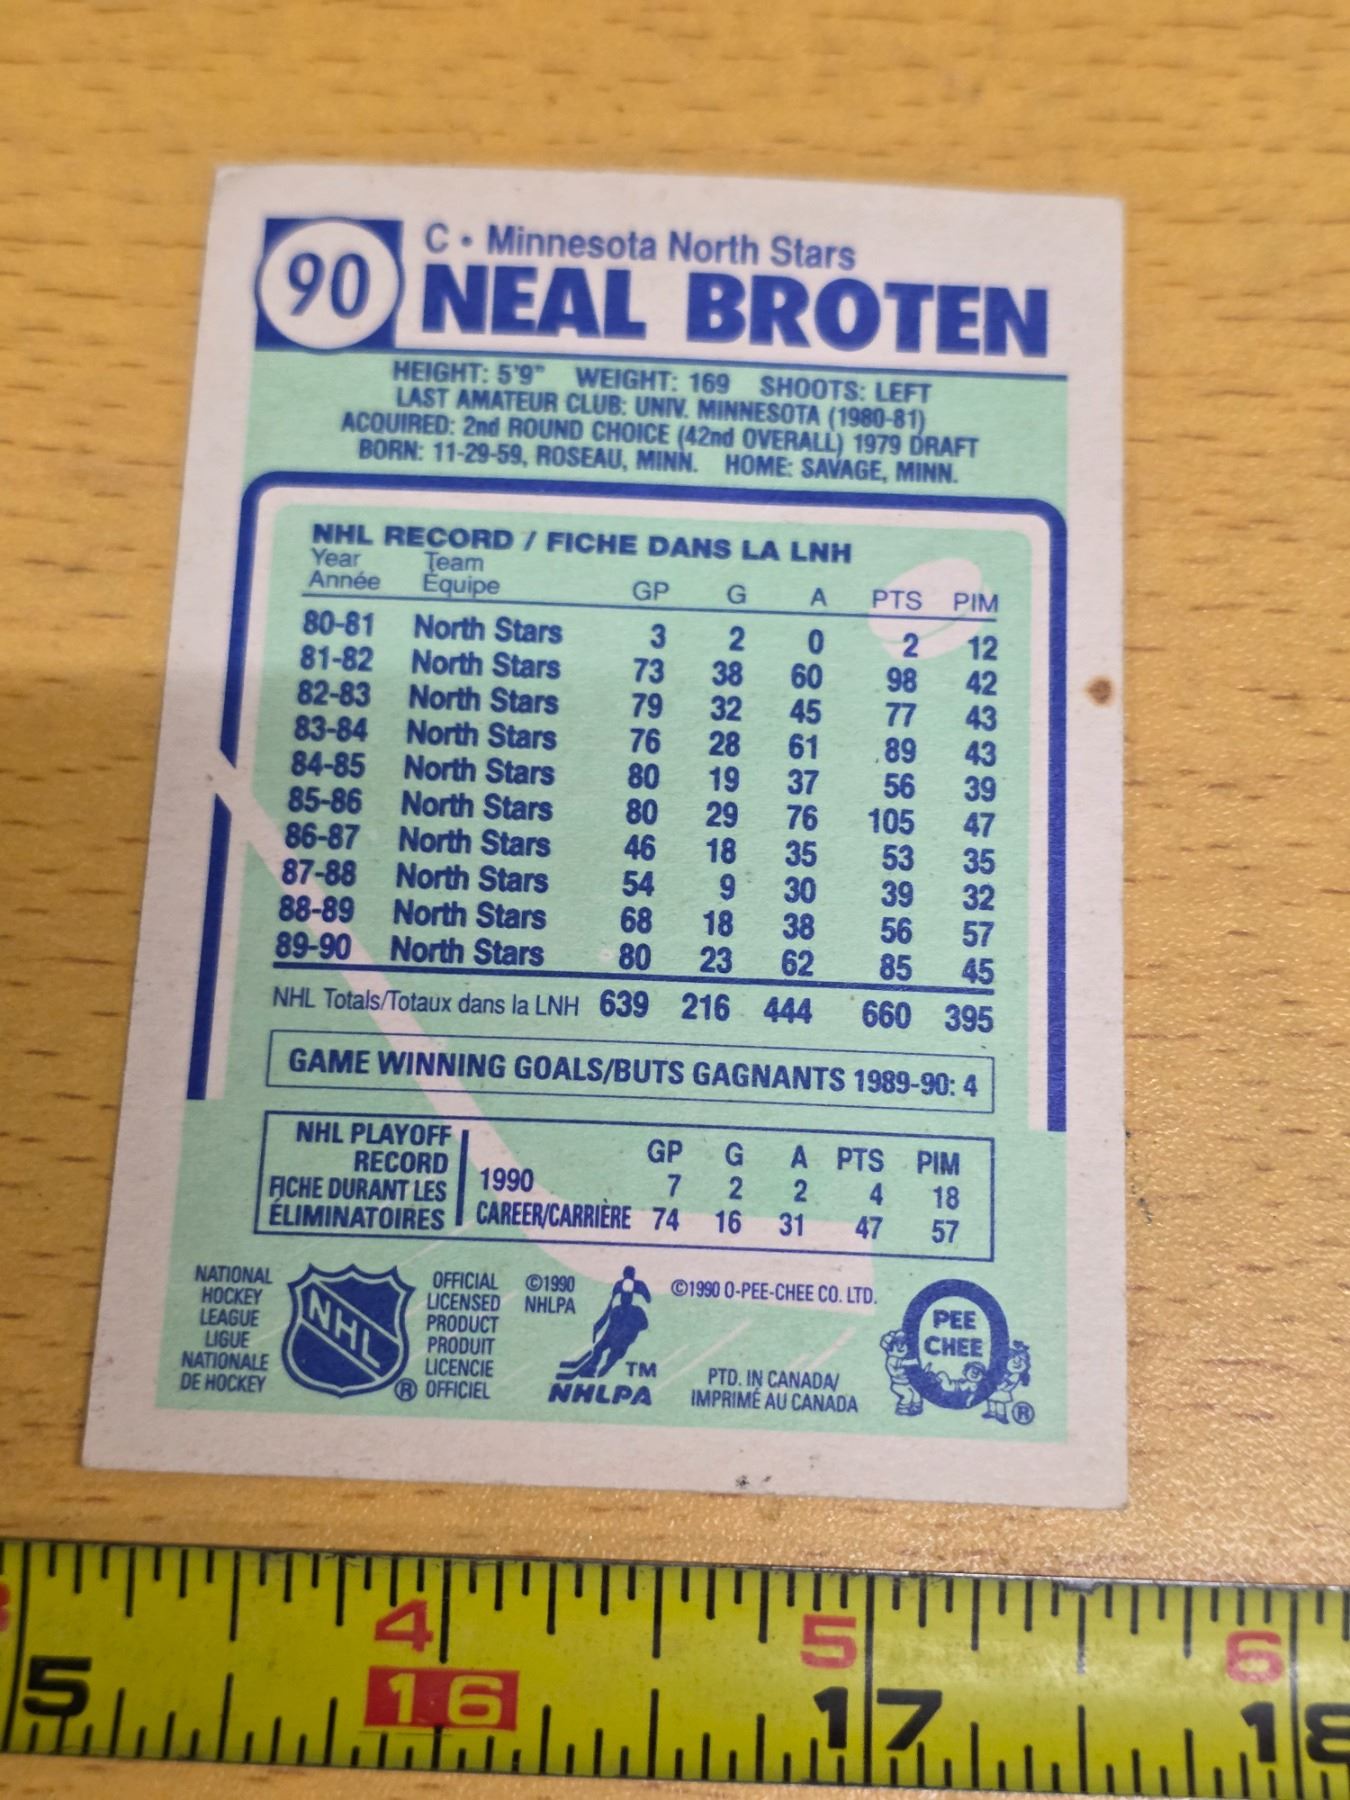 90
C • Minnesota North Stars
NEAL BROTEN
HEIGHT: 5'9" WEIGHT: 169 SHOOTS: LEFT
LAST AMATEUR CLUB: UNIV. MINNESOTA (1980-81)
ACQUIRED: 2nd ROUND CHOICE (42nd OVERALL) 1979 DRAFT
BORN: 11-29-59, ROSEAU, MINN. HOME: SAVAGE, MINN.
NHL RECORD / FICHE DANS LA LNH
Year Team
Année Équipe GP G A PTS PIM
80-81 North Stars 3 2 0 2 12
81-82 North Stars 73 38 60 98 42
82-83 North Stars 79 32 45 77 43
83-84 North Stars 76 28 61 89 43
84-85 North Stars 80 19 37 56 39
85-86 North Stars 80 29 76 105 47
86-87 North Stars 46 18 35 53 35
87-88 North Stars 54 9 30 39 32
88-89 North Stars 68 18 38 56 57
89-90 North Stars 80 23 62 85 45
NHL Totals/Totaux dans la LNH 639 216 444 660 395
GAME WINNING GOALS/BUTS GAGNANTS 1989-90: 4
NHL PLAYOFF
RECORD
FICHE DURANT LES
ÉLIMINATOIRES
GP G A PTS PIM
1990 7 2 2 4 18
CAREER/CARRIÈRE 74 16 31 47 57
NATIONAL
HOCKEY
LEAGUE
LIGUE
NATIONALE
DE HOCKEY
NHL
®
OFFICIAL
LICENSED
PRODUCT
PRODUIT
LICENCIE
OFFICIEL
©1990
NHLPA
TM
NHLPA
©1990 O-PEE-CHEE CO. LTD.
PTD. IN CANADA/
IMPRIMÉ AU CANADA
PEE
CHEE
®
3 4 5 6
5 16 17 18